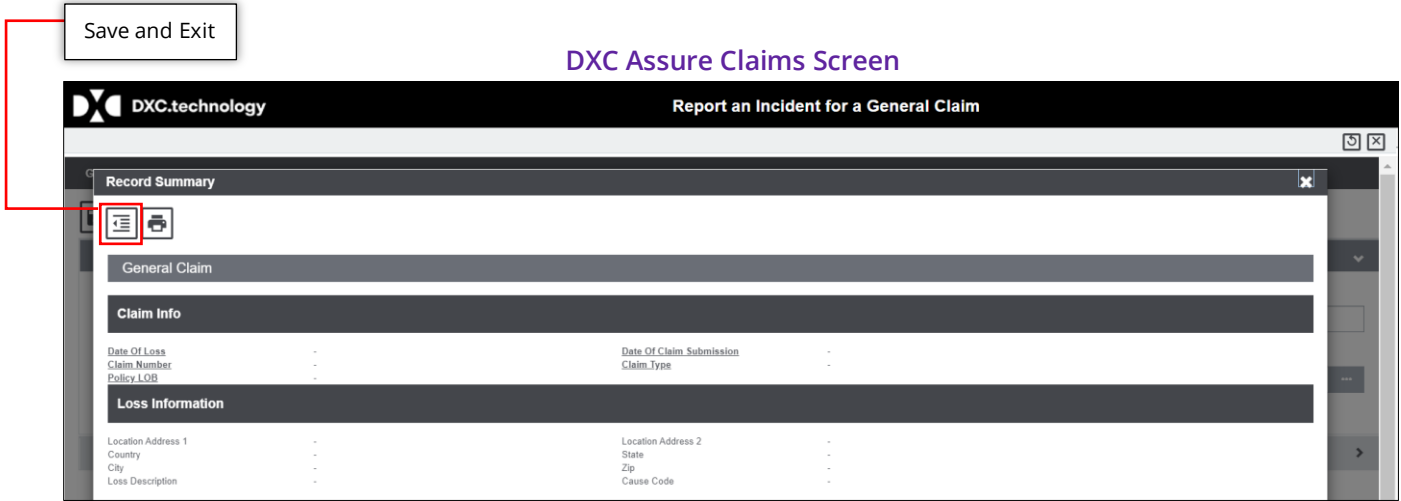 Save and Exit
DXC Assure Claims Screen
DXC.technology
Report an Incident for a General Claim
G
Record Summary
General Claim
Claim Info
Date Of Loss - Date Of Claim Submission -
Claim Number - Claim Type -
Policy LOB -
Loss Information
Location Address 1 - Location Address 2 -
Country - State -
City - Zip -
Loss Description - Cause Code -